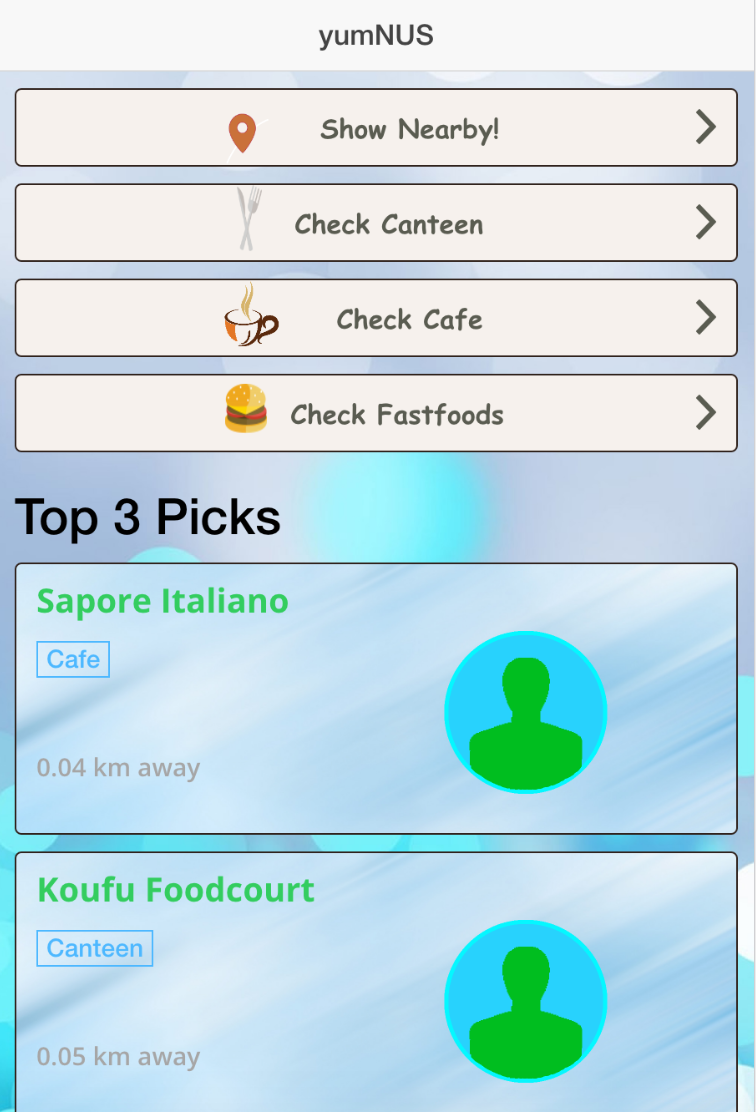 yumNUS
Show Nearby!
Check Canteen
Check Cafe
Check Fastfoods
Top 3 Picks
Sapore Italiano
Cafe
0.04 km away
Koufu Foodcourt
Canteen
0.05 km away